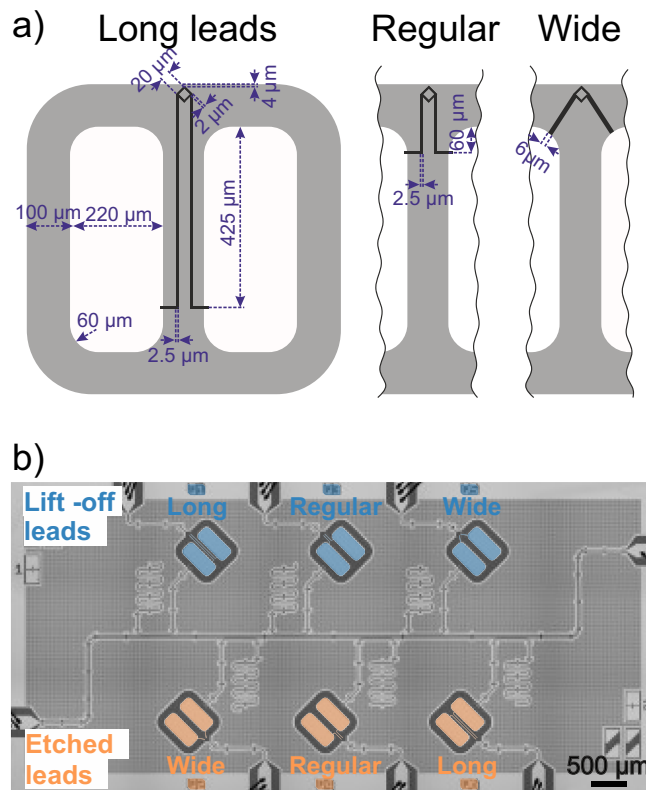 a)
Long leads
Regular
Wide
20 µm
4 µm
2 µm
60 µm
6µm
2.5 µm
100 µm
220 µm
425 µm
60 µm
2.5 µm
b)
Lift -off
leads
Long
Regular
Wide
1
Etched
leads
Wide
Regular
Long
500 µm